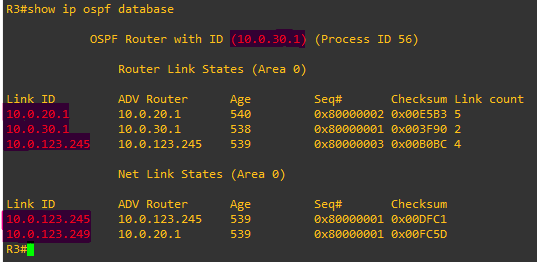 R3#show ip ospf database
OSPF Router with ID (10.0.30.1) (Process ID 56)
Router Link States (Area 0)
Link ID ADV Router Age Seq# Checksum Link count
10.0.20.1 10.0.20.1 540 0x80000002 0x00E5B3 5
10.0.30.1 10.0.30.1 538 0x80000001 0x003F90 2
10.0.123.245 10.0.123.245 539 0x80000003 0x00B0BC 4
Net Link States (Area 0)
Link ID ADV Router Age Seq# Checksum
10.0.123.245 10.0.123.245 539 0x80000001 0x00DFC1
10.0.123.249 10.0.20.1 539 0x80000001 0x00FC5D
R3#